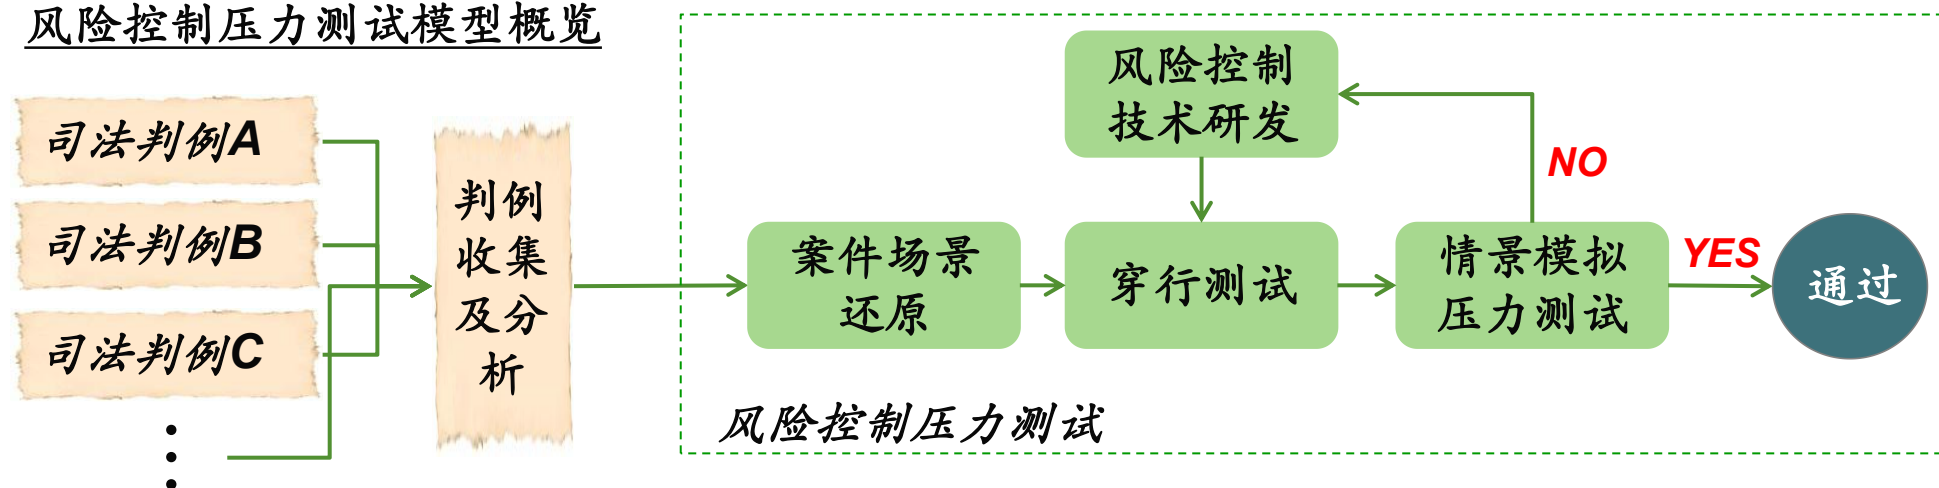 风险控制压力测试模型概览
司法判例A
司法判例B
司法判例C
判例
收集
及分
析
风险控制
技术研发
案件场景
还原
穿行测试
情景模拟
压力测试
NO
YES
通过
风险控制压力测试